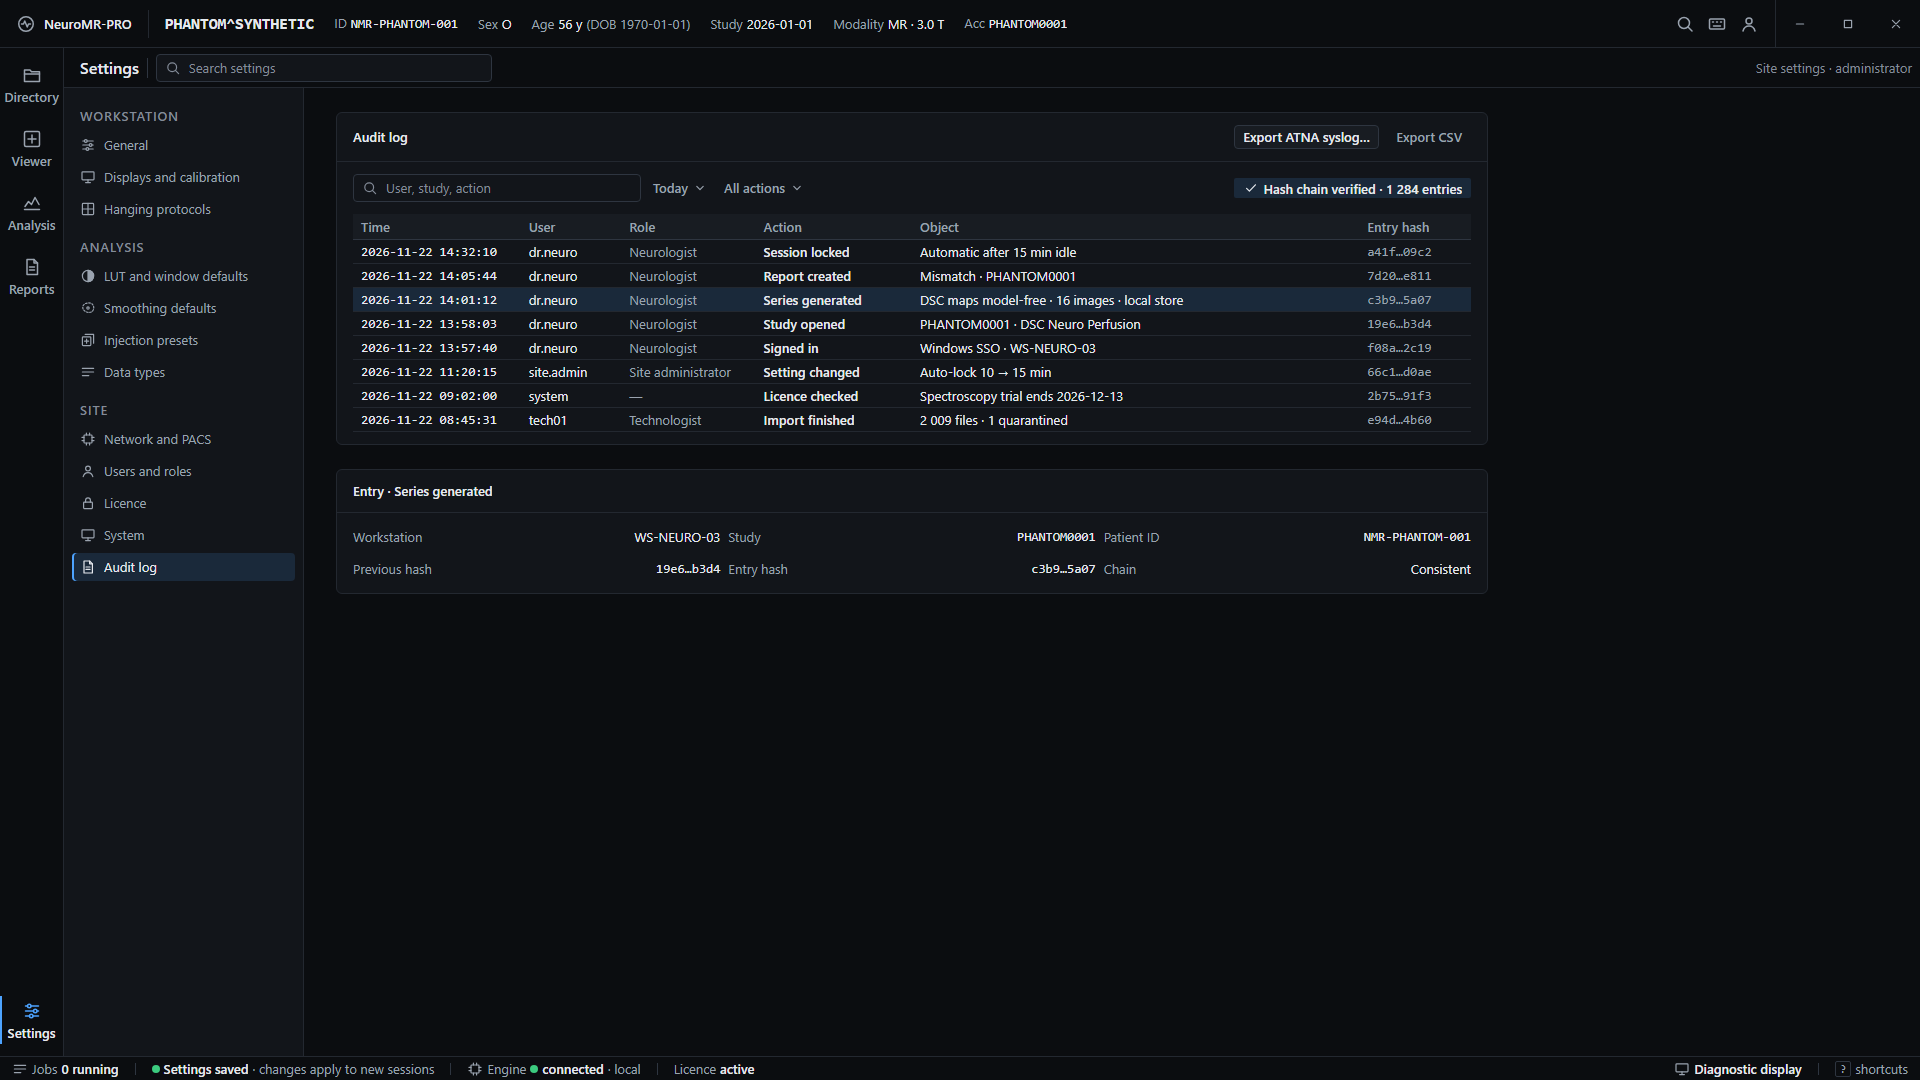 NeuroMR-PRO PHANTOM^SYNTHETIC ID NMR-PHANTOM-001 Sex O Age 56 y (DOB 1970-01-01) Study 2026-01-01 Modality MR · 3.0 T Acc PHANTOM0001
Directory
Viewer
Analysis
Reports
Settings
Settings Search settings Site settings · administrator
WORKSTATION
General
Displays and calibration
Hanging protocols
ANALYSIS
LUT and window defaults
Smoothing defaults
Injection presets
Data types
SITE
Network and PACS
Users and roles
Licence
System
Audit log
Audit log Export ATNA syslog... Export CSV
User, study, action Today All actions Hash chain verified · 1 284 entries
Time User Role Action Object Entry hash
2026-11-22 14:32:10 dr.neuro Neurologist Session locked Automatic after 15 min idle a41f…09c2
2026-11-22 14:05:44 dr.neuro Neurologist Report created Mismatch · PHANTOM0001 7d20…e811
2026-11-22 14:01:12 dr.neuro Neurologist Series generated DSC maps model-free · 16 images · local store c3b9…5a07
2026-11-22 13:58:03 dr.neuro Neurologist Study opened PHANTOM0001 · DSC Neuro Perfusion 19e6…b3d4
2026-11-22 13:57:40 dr.neuro Neurologist Signed in Windows SSO · WS-NEURO-03 f08a…2c19
2026-11-22 11:20:15 site.admin Site administrator Setting changed Auto-lock 10 → 15 min 66c1…d0ae
2026-11-22 09:02:00 system — Licence checked Spectroscopy trial ends 2026-12-13 2b75…91f3
2026-11-22 08:45:31 tech01 Technologist Import finished 2 009 files · 1 quarantined e94d…4b60
Entry · Series generated
Workstation WS-NEURO-03 Study PHANTOM0001 Patient ID NMR-PHANTOM-001
Previous hash 19e6…b3d4 Entry hash c3b9…5a07 Chain Consistent
Jobs 0 running Settings saved · changes apply to new sessions Engine connected · local Licence active Diagnostic display ? shortcuts